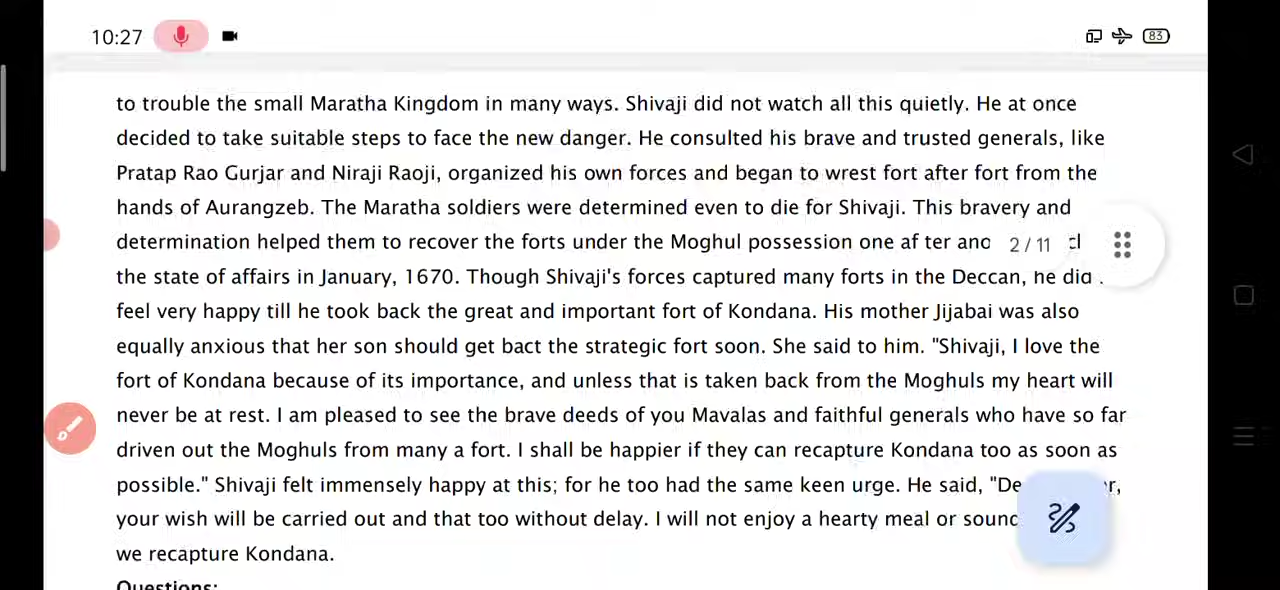 10:27
83
to trouble the small Maratha Kingdom in many ways. Shivaji did not watch all this quietly. He at once
decided to take suitable steps to face the new danger. He consulted his brave and trusted generals, like
Pratap Rao Gurjar and Niraji Raoji, organized his own forces and began to wrest fort after fort from the
hands of Aurangzeb. The Maratha soldiers were determined even to die for Shivaji. This bravery and
determination helped them to recover the forts under the Moghul possession one af ter
2 / 11
the state of affairs in January, 1670. Though Shivaji's forces captured many forts in the Deccan, he did
feel very happy till he took back the great and important fort of Kondana. His mother Jijabai was also
equally anxious that her son should get bact the strategic fort soon. She said to him. "Shivaji, I love the
fort of Kondana because of its importance, and unless that is taken back from the Moghuls my heart will
never be at rest. I am pleased to see the brave deeds of you Mavalas and faithful generals who have so far
driven out the Moghuls from many a fort. I shall be happier if they can recapture Kondana too as soon as
possible." Shivaji felt immensely happy at this; for he too had the same keen urge. He said,
your wish will be carried out and that too without delay. I will not enjoy a hearty meal or sound
we recapture Kondana.
Questions: